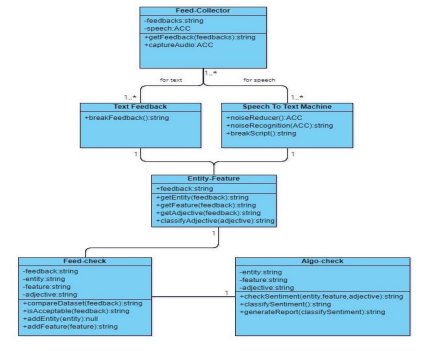 Feed-Collector
-feedbacks:string
-speech:ACC
+getFeedback(feedbacks):string
+captureAudio:ACC
1..*
for text
for speech
1..*
1..*
Text Feedback
+breakFeedback():string
Speech To Text Machine
+noiseReducer():ACC
+noiseRecognition(ACC):string
+breakScript():string
1
1
Entity-Feature
+feedback:string
+getEntity(feedback):string
+getFeature(feedback):string
+getAdjective(feedback):string
+classifyAdjective(adjective):string
1
Feed-check
-feedback:string
-entity:string
-feature:string
-adjective:string
+compareDataset(feedback):string
+isAcceptable(feedback):string
+addEntity(entity):null
+addFeature(feature):string
1
Algo-check
-entity:string
-feature:string
-adjective:string
+checkSentiment(entity,feature,adjective):string
+classifySentiment():string
+generateReport(classifySentiment):string